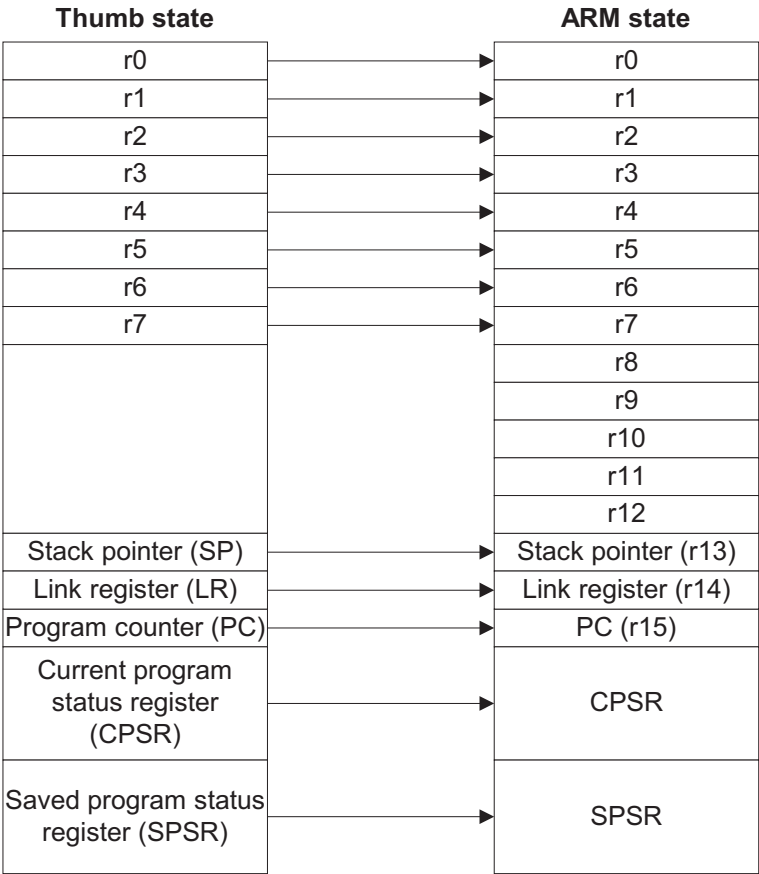 Thumb state
ARM state
r0
r0
r1
r1
r2
r2
r3
r3
r4
r4
r5
r5
r6
r6
r7
r7
r8
r9
r10
r11
r12
Stack pointer (SP)
Stack pointer (r13)
Link register (LR)
Link register (r14)
Program counter (PC)
PC (r15)
Current program
status register
(CPSR)
CPSR
Saved program status
register (SPSR)
SPSR